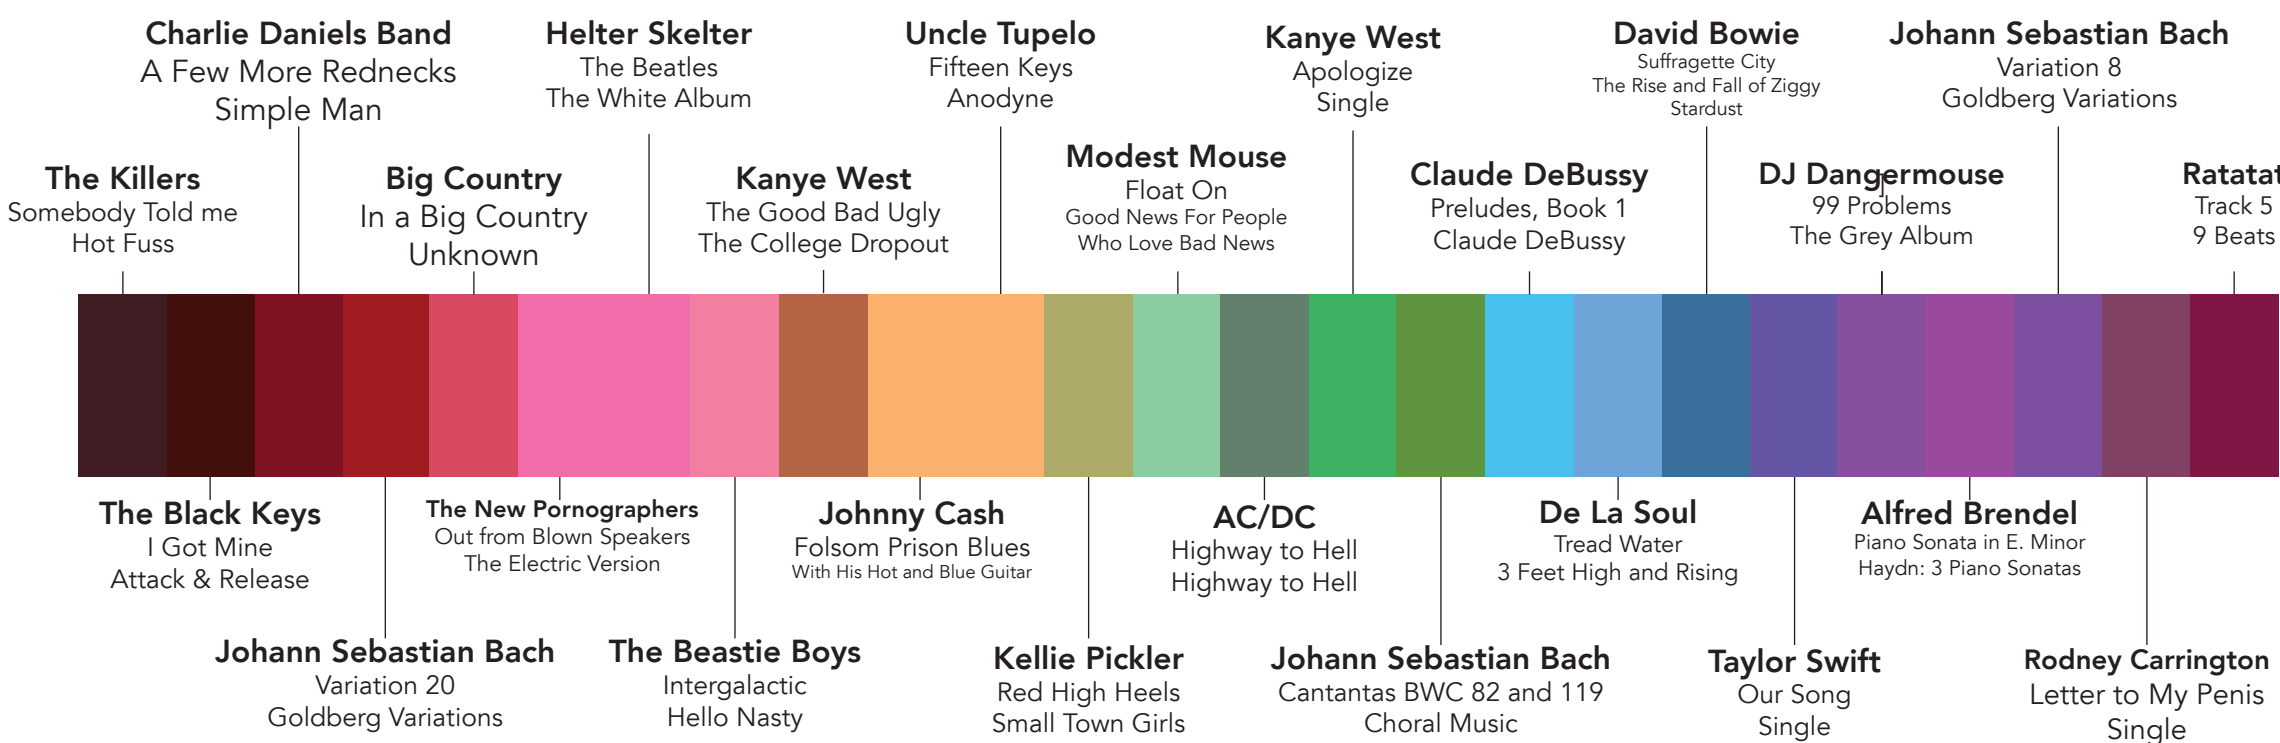 Charlie Daniels Band
A Few More Rednecks
Simple Man
Helter Skelter
The Beatles
The White Album
Uncle Tupelo
Fifteen Keys
Anodyne
Kanye West
Apologize
Single
David Bowie
Suffragette City
The Rise and Fall of Ziggy
Stardust
Johann Sebastian Bach
Variation 8
Goldberg Variations
The Killers
Somebody Told me
Hot Fuss
Big Country
In a Big Country
Unknown
Kanye West
The Good Bad Ugly
The College Dropout
Modest Mouse
Float On
Good News For People
Who Love Bad News
Claude DeBussy
Preludes, Book 1
Claude DeBussy
DJ Dangermouse
99 Problems
The Grey Album
Ratatat
Track 5
9 Beats
The Black Keys
I Got Mine
Attack & Release
The New Pornographers
Out from Blown Speakers
The Electric Version
Johnny Cash
Folsom Prison Blues
With His Hot and Blue Guitar
AC/DC
Highway to Hell
Highway to Hell
De La Soul
Tread Water
3 Feet High and Rising
Alfred Brendel
Piano Sonata in E. Minor
Haydn: 3 Piano Sonatas
Johann Sebastian Bach
Variation 20
Goldberg Variations
The Beastie Boys
Intergalactic
Hello Nasty
Kellie Pickler
Red High Heels
Small Town Girls
Johann Sebastian Bach
Cantantas BWC 82 and 119
Choral Music
Taylor Swift
Our Song
Single
Rodney Carrington
Letter to My Penis
Single